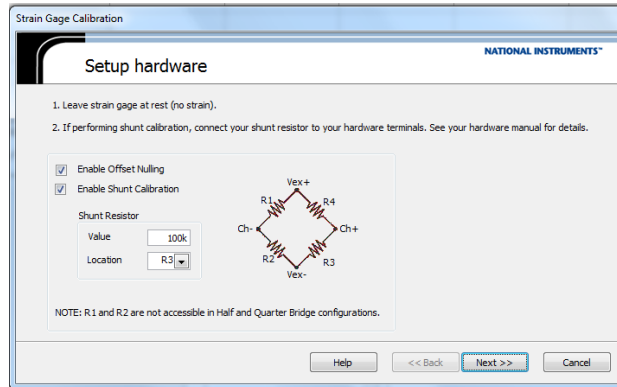 Strain Gage Calibration
NATIONAL INSTRUMENTS™
Setup hardware
1. Leave strain gage at rest (no strain).
2. If performing shunt calibration, connect your shunt resistor to your hardware terminals. See your hardware manual for details.
Enable Offset Nulling
Enable Shunt Calibration
Shunt Resistor
Value 100k
Location R3
Vex+
R1 R4
Ch- Ch+
R2 R3
Vex-
NOTE: R1 and R2 are not accessible in Half and Quarter Bridge configurations.
Help << Back Next >> Cancel